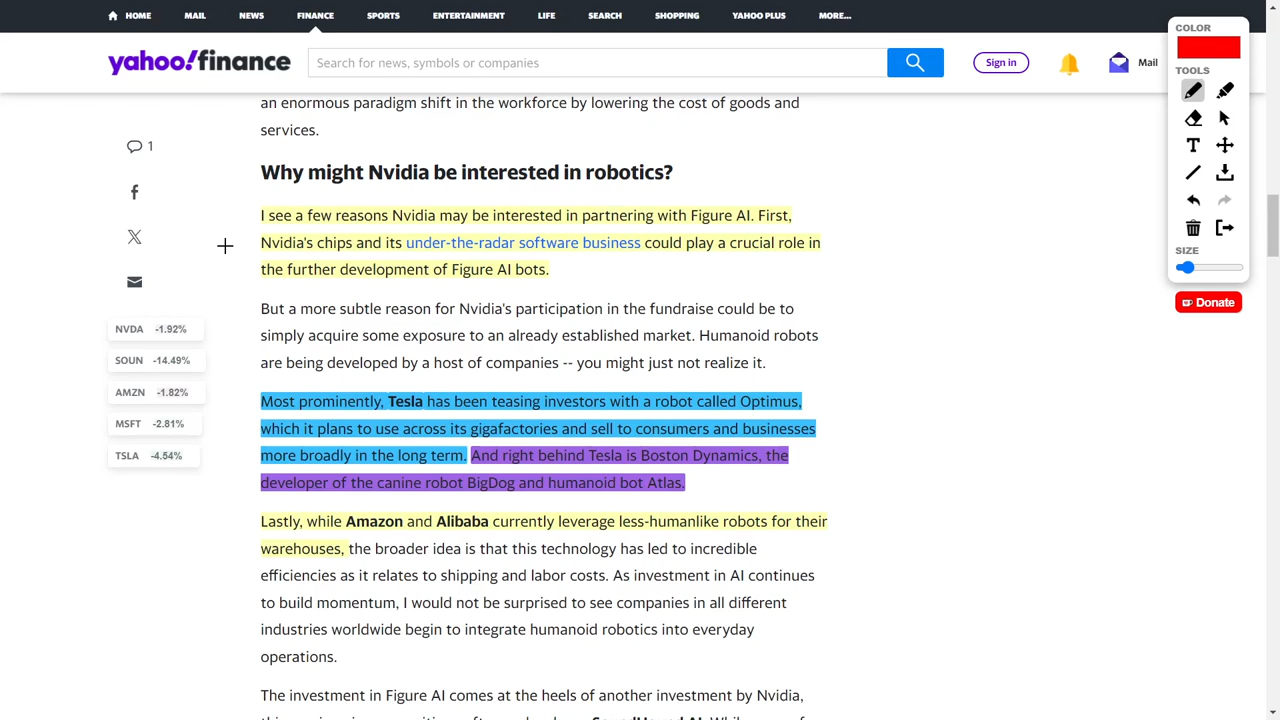 HOME MAIL NEWS FINANCE SPORTS ENTERTAINMENT LIFE SEARCH SHOPPING YAHOO PLUS MORE...
yahoo!finance
Search for news, symbols or companies
Sign in
Mail
an enormous paradigm shift in the workforce by lowering the cost of goods and
services.
1
Why might Nvidia be interested in robotics?
I see a few reasons Nvidia may be interested in partnering with Figure AI. First,
Nvidia's chips and its under-the-radar software business could play a crucial role in
the further development of Figure AI bots.
But a more subtle reason for Nvidia's participation in the fundraise could be to
simply acquire some exposure to an already established market. Humanoid robots
are being developed by a host of companies -- you might just not realize it.
Most prominently, Tesla has been teasing investors with a robot called Optimus,
which it plans to use across its gigafactories and sell to consumers and businesses
more broadly in the long term. And right behind Tesla is Boston Dynamics, the
developer of the canine robot BigDog and humanoid bot Atlas.
Lastly, while Amazon and Alibaba currently leverage less-humanlike robots for their
warehouses, the broader idea is that this technology has led to incredible
efficiencies as it relates to shipping and labor costs. As investment in AI continues
to build momentum, I would not be surprised to see companies in all different
industries worldwide begin to integrate humanoid robotics into everyday
operations.
The investment in Figure AI comes at the heels of another investment by Nvidia,
NVDA -1.92%
SOUN -14.49%
AMZN -1.82%
MSFT -2.81%
TSLA -4.54%
COLOR
TOOLS
T
SIZE
Donate